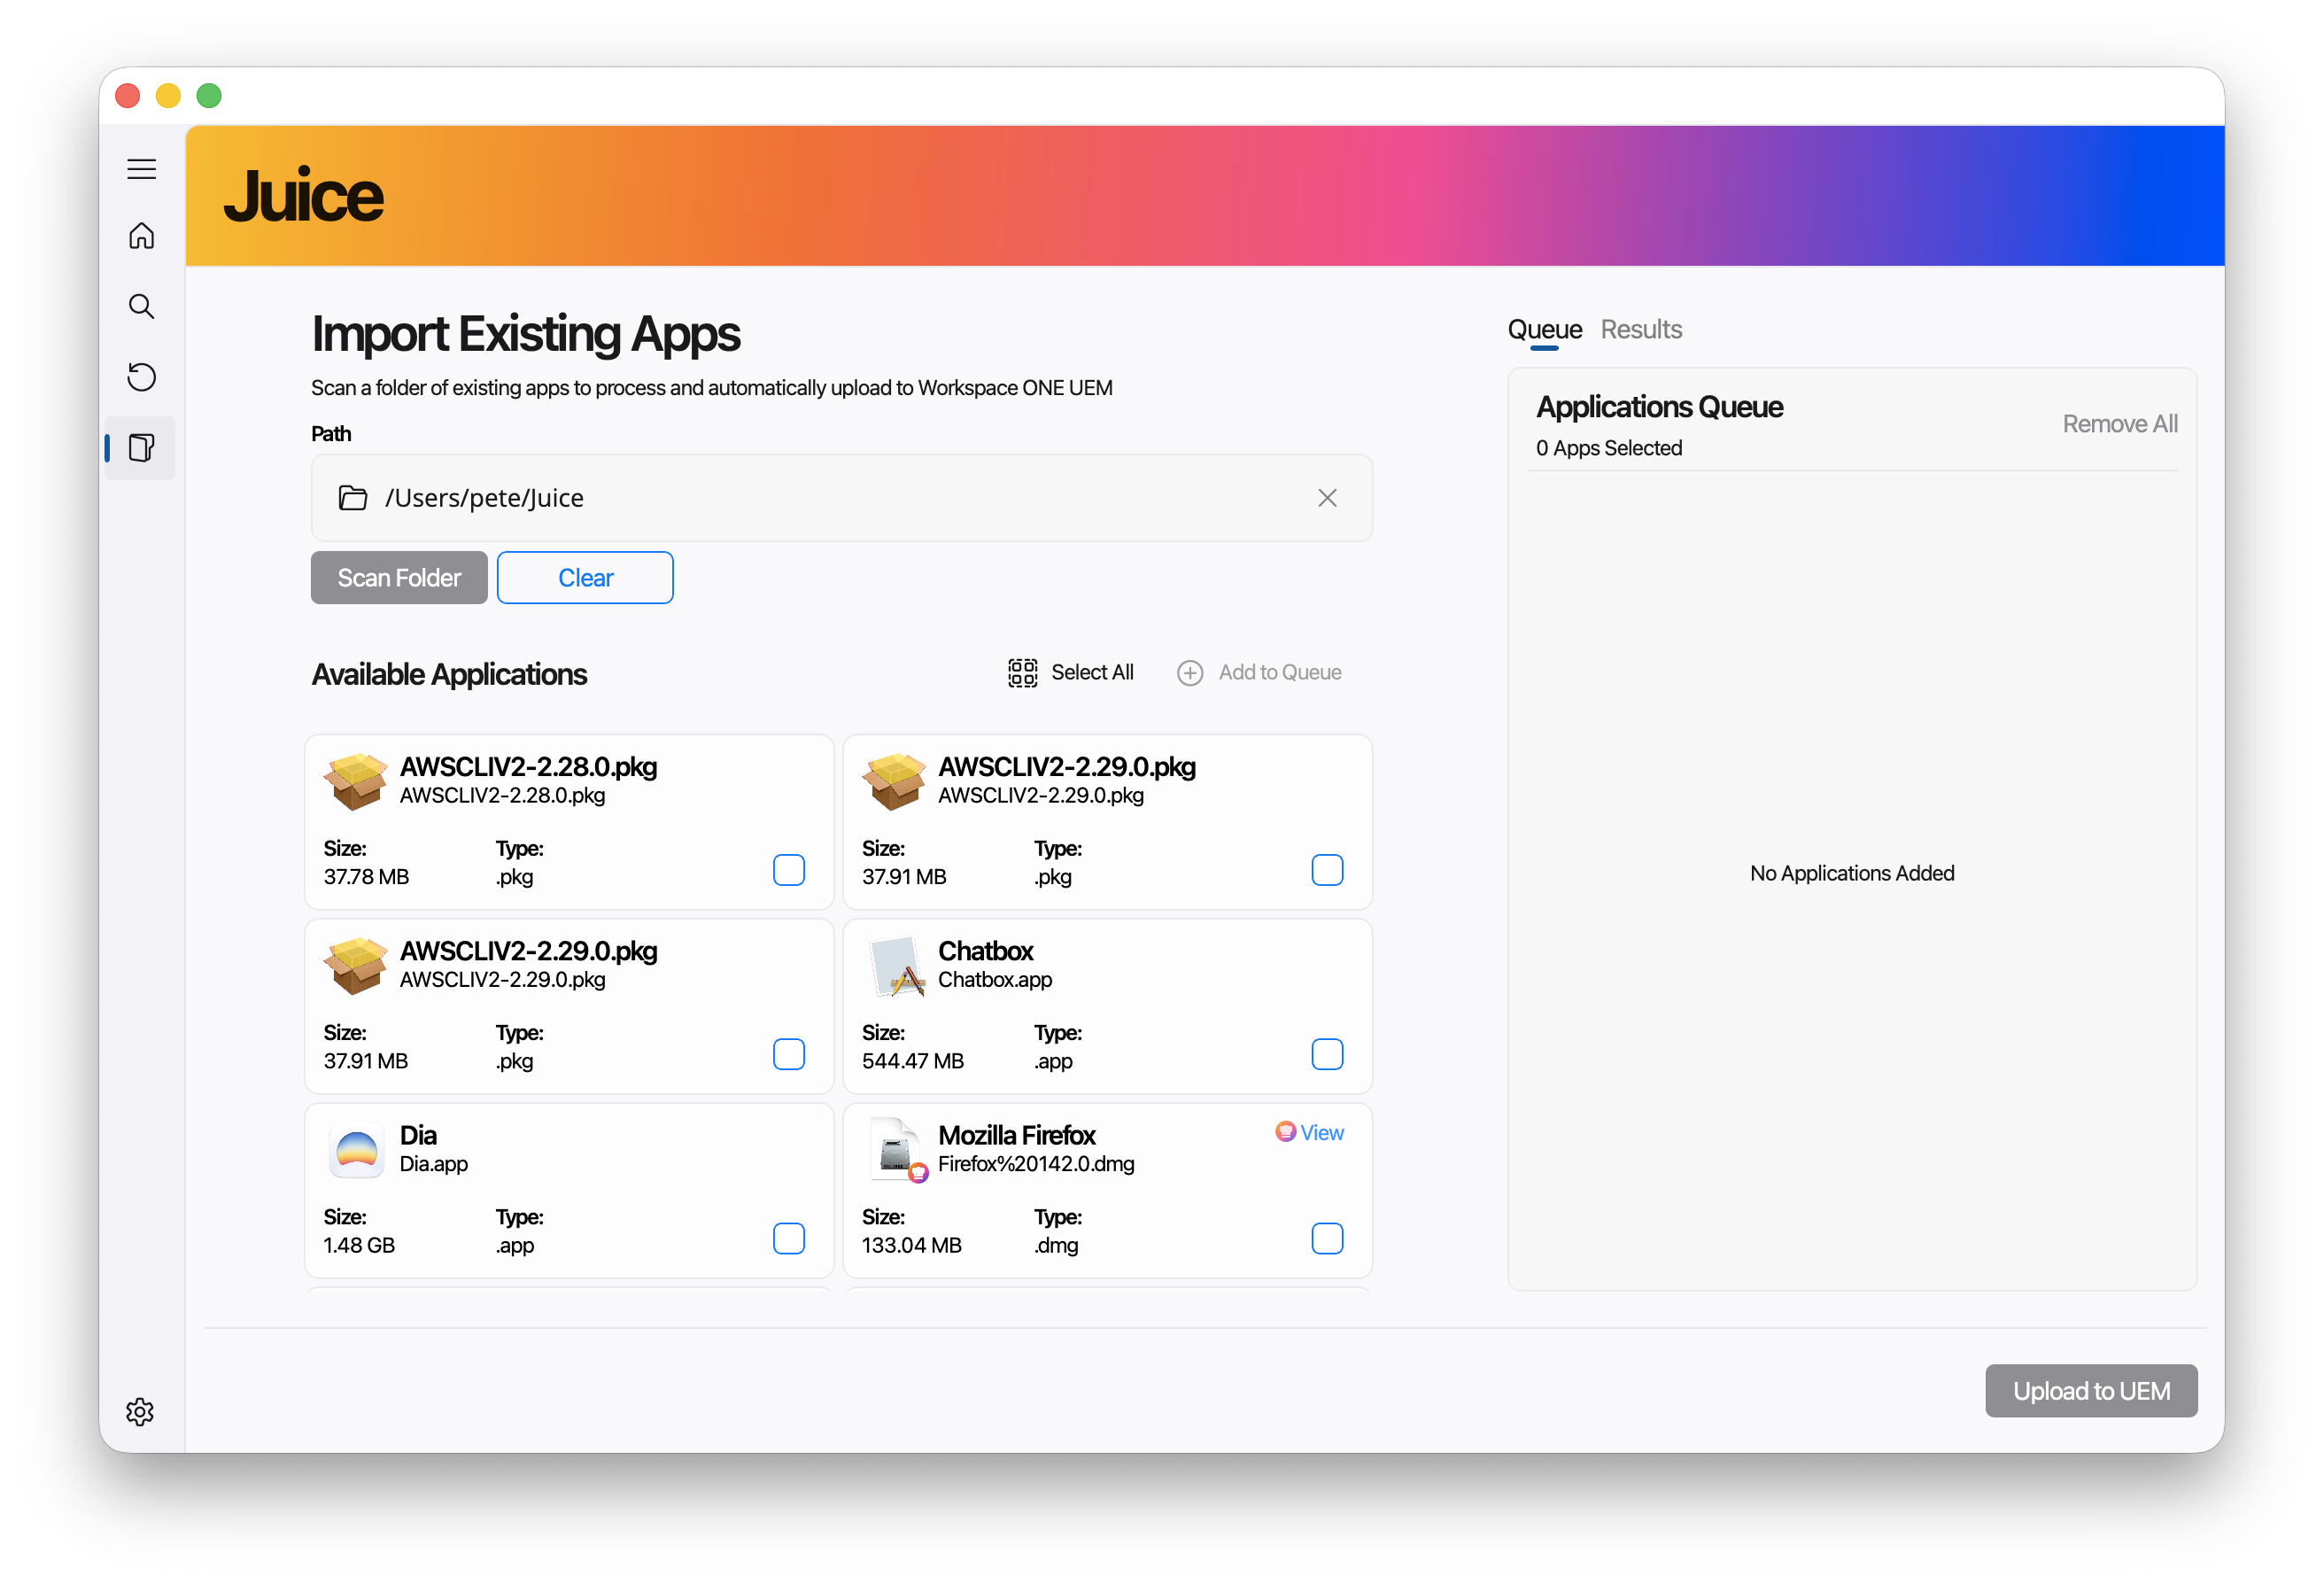 Juice
Import Existing Apps
Scan a folder of existing apps to process and automatically upload to Workspace ONE UEM
Path
/Users/pete/Juice
Scan Folder
Clear
Available Applications
Select All
Add to Queue
AWSCLIV2-2.28.0.pkg
AWSCLIV2-2.28.0.pkg
Size:
Type:
37.78 MB
.pkg
AWSCLIV2-2.29.0.pkg
AWSCLIV2-2.29.0.pkg
Size:
Type:
37.91 MB
.pkg
AWSCLIV2-2.29.0.pkg
AWSCLIV2-2.29.0.pkg
Size:
Type:
37.91 MB
.pkg
Chatbox
Chatbox.app
Size:
Type:
544.47 MB
.app
Dia
Dia.app
Size:
Type:
1.48 GB
.app
Mozilla Firefox
View
Firefox%20142.0.dmg
Size:
Type:
133.04 MB
.dmg
Queue
Results
Applications Queue
Remove All
0 Apps Selected
No Applications Added
Upload to UEM